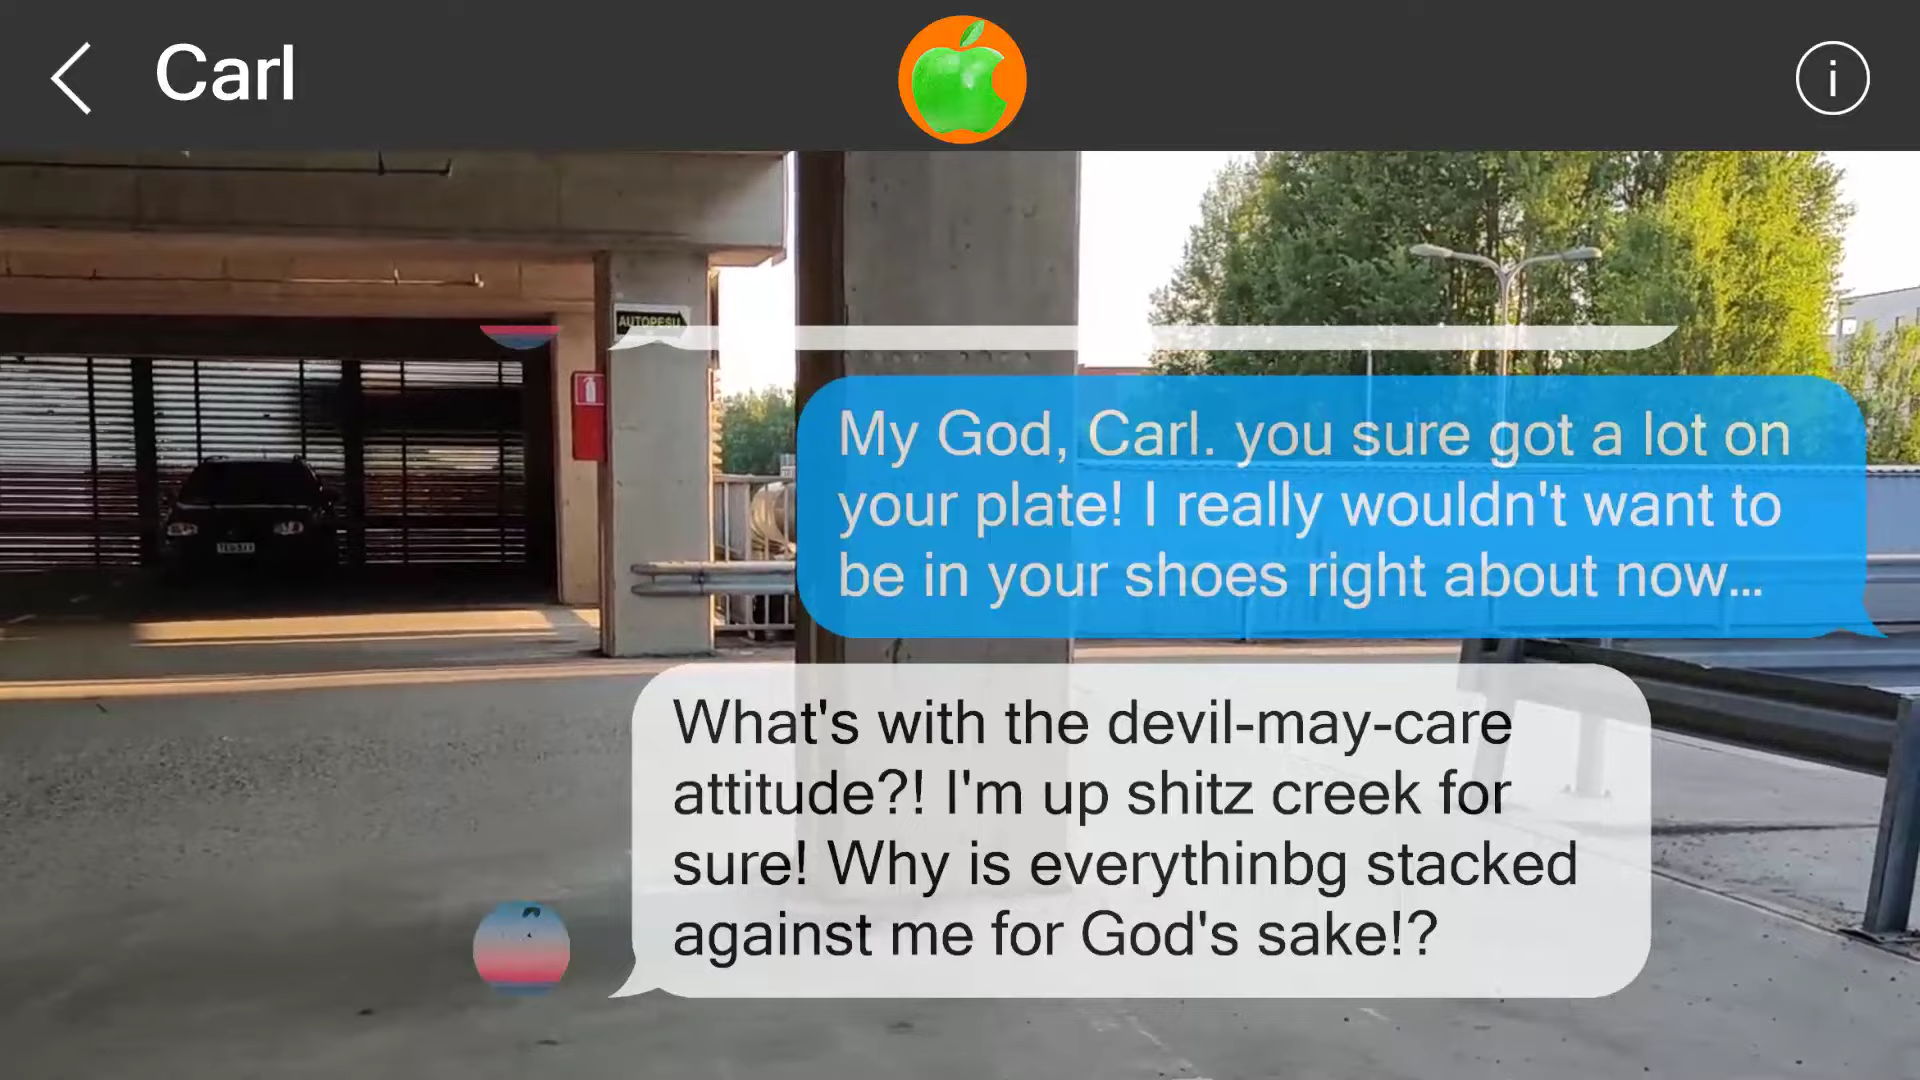 Carl
i
AUTOPESU
My God, Carl. you sure got a lot on
your plate! I really wouldn't want to
be in your shoes right about now...
What's with the devil-may-care
attitude?! I'm up shitz creek for
sure! Why is everythinbg stacked
against me for God's sake!?